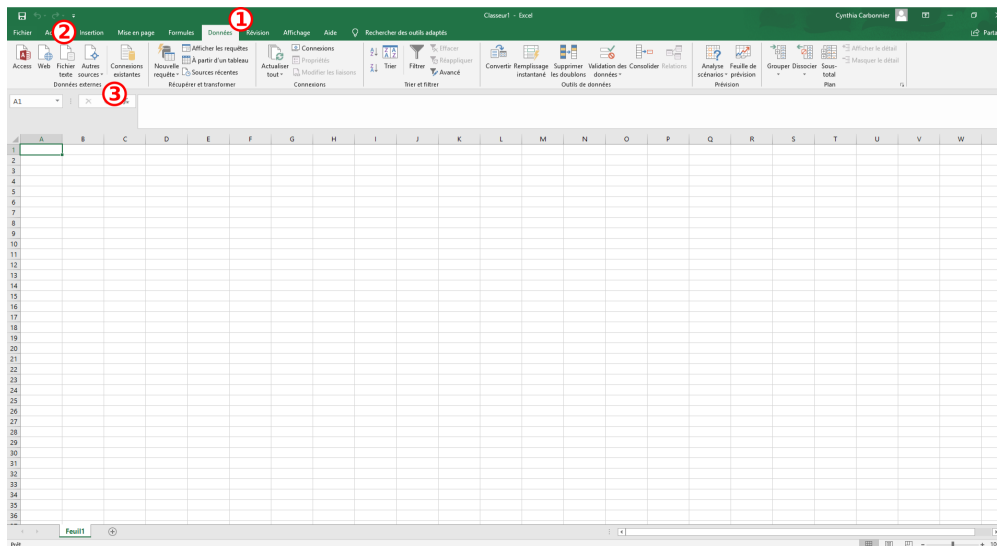 Classeur1 - Excel
Cynthia Carbonnier
1
Fichier
2
Insertion
Mise en page
Formules
Données
Révision
Affichage
Aide
Rechercher des outils adaptés
Parta
Access
Web
Fichier texte
Autres sources
Connexions existantes
Données externes
Nouvelle requête
Afficher les requêtes
À partir d'un tableau
Sources récentes
Récupérer et transformer
Actualiser tout
Connexions
Propriétés
Modifier les liaisons
Connexions
Trier
Filtrer
Effacer
Réappliquer
Avancé
Trier et filtrer
Convertir
Remplissage instantané
Supprimer les doublons
Validation des données
Consolider
Relations
Outils de données
Analyse scénarios
Feuille de prévision
Prévision
Grouper
Dissocier
Sous-total
Afficher le détail
Masquer le détail
Plan
3
A1
A B C D E F G H I J K L M N O P Q R S T U V W
1
2
3
4
5
6
7
8
9
10
11
12
13
14
15
16
17
18
19
20
21
22
23
24
25
26
27
28
29
30
31
32
33
34
35
36
Feuil1
Prêt